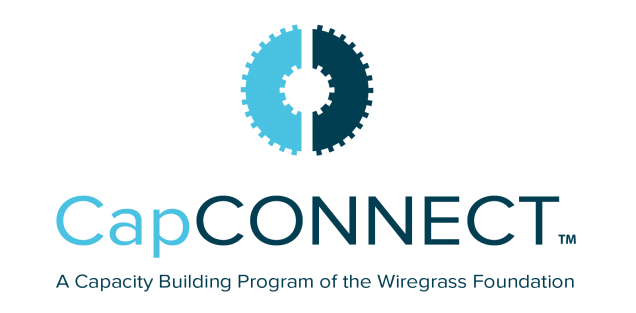 CapCONNECT™
A Capacity Building Program of the Wiregrass Foundation